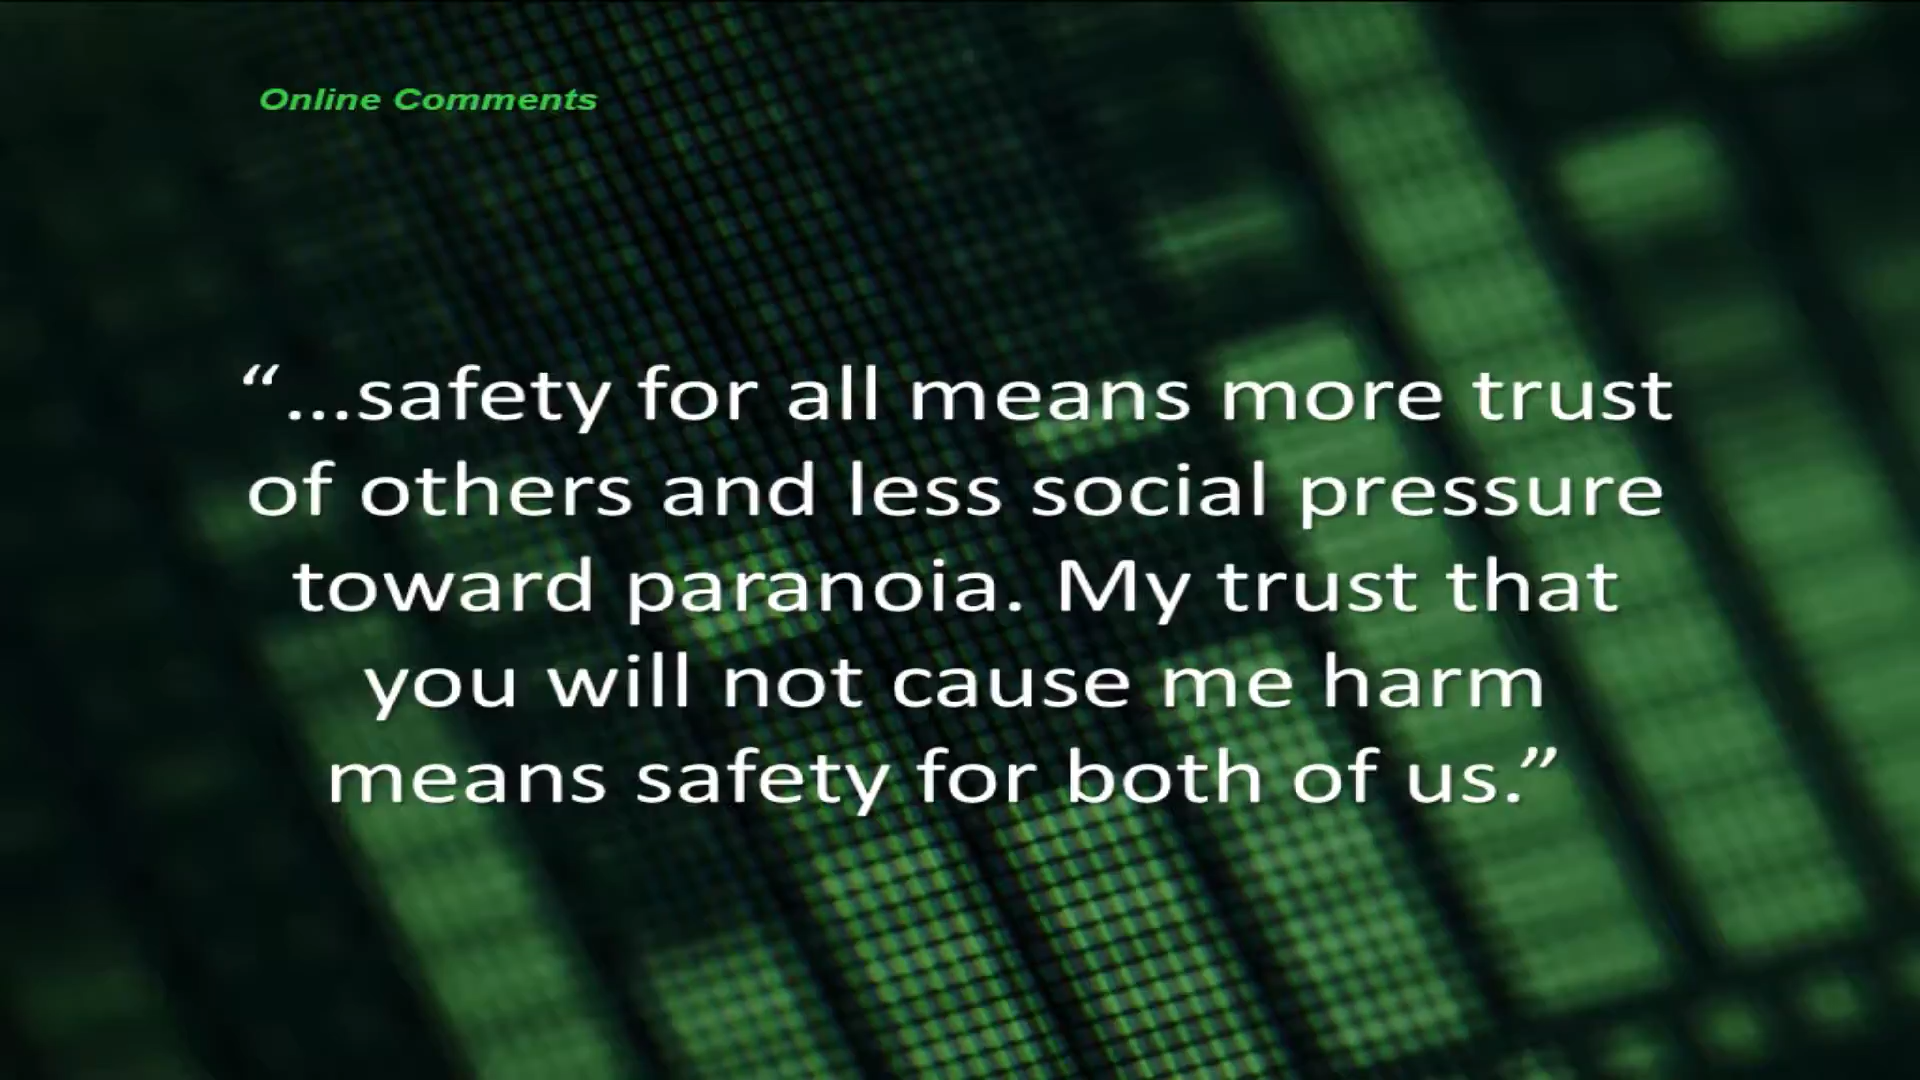 Online Comments
“...safety for all means more trust
of others and less social pressure
toward paranoia. My trust that
you will not cause me harm
means safety for both of us.”